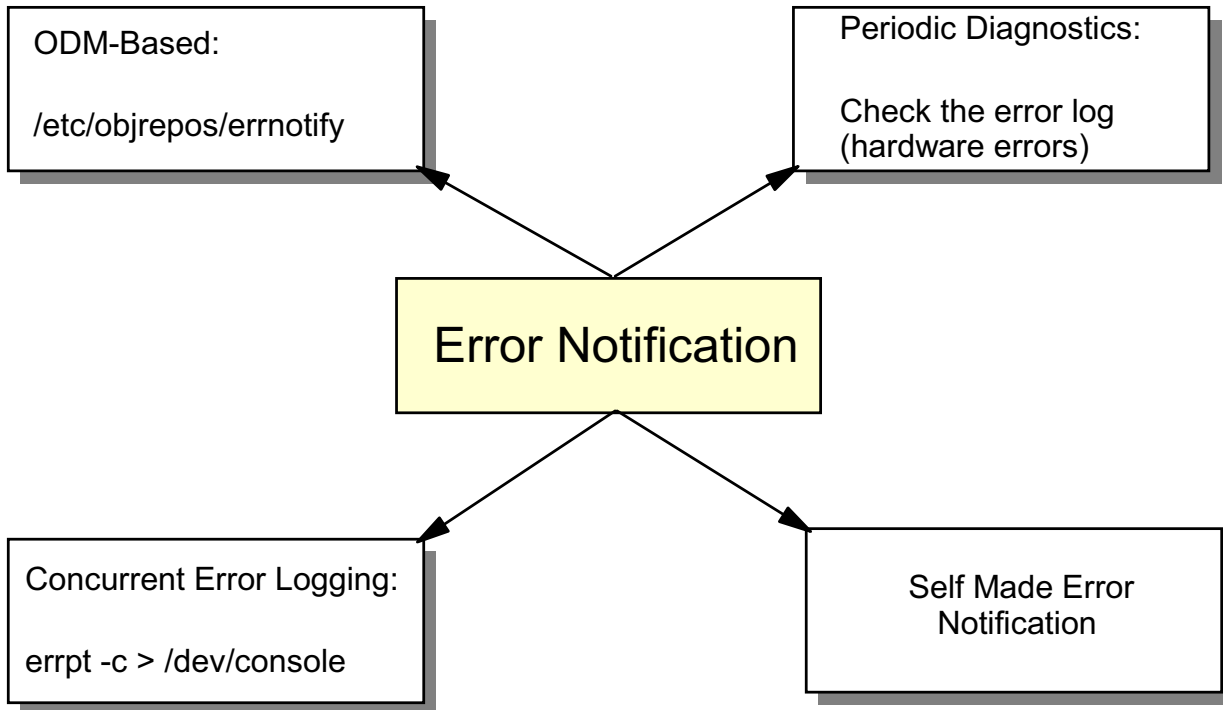 ODM-Based:
/etc/objrepos/errnotify
Periodic Diagnostics:
Check the error log
(hardware errors)
Error Notification
Concurrent Error Logging:
errpt -c > /dev/console
Self Made Error
Notification